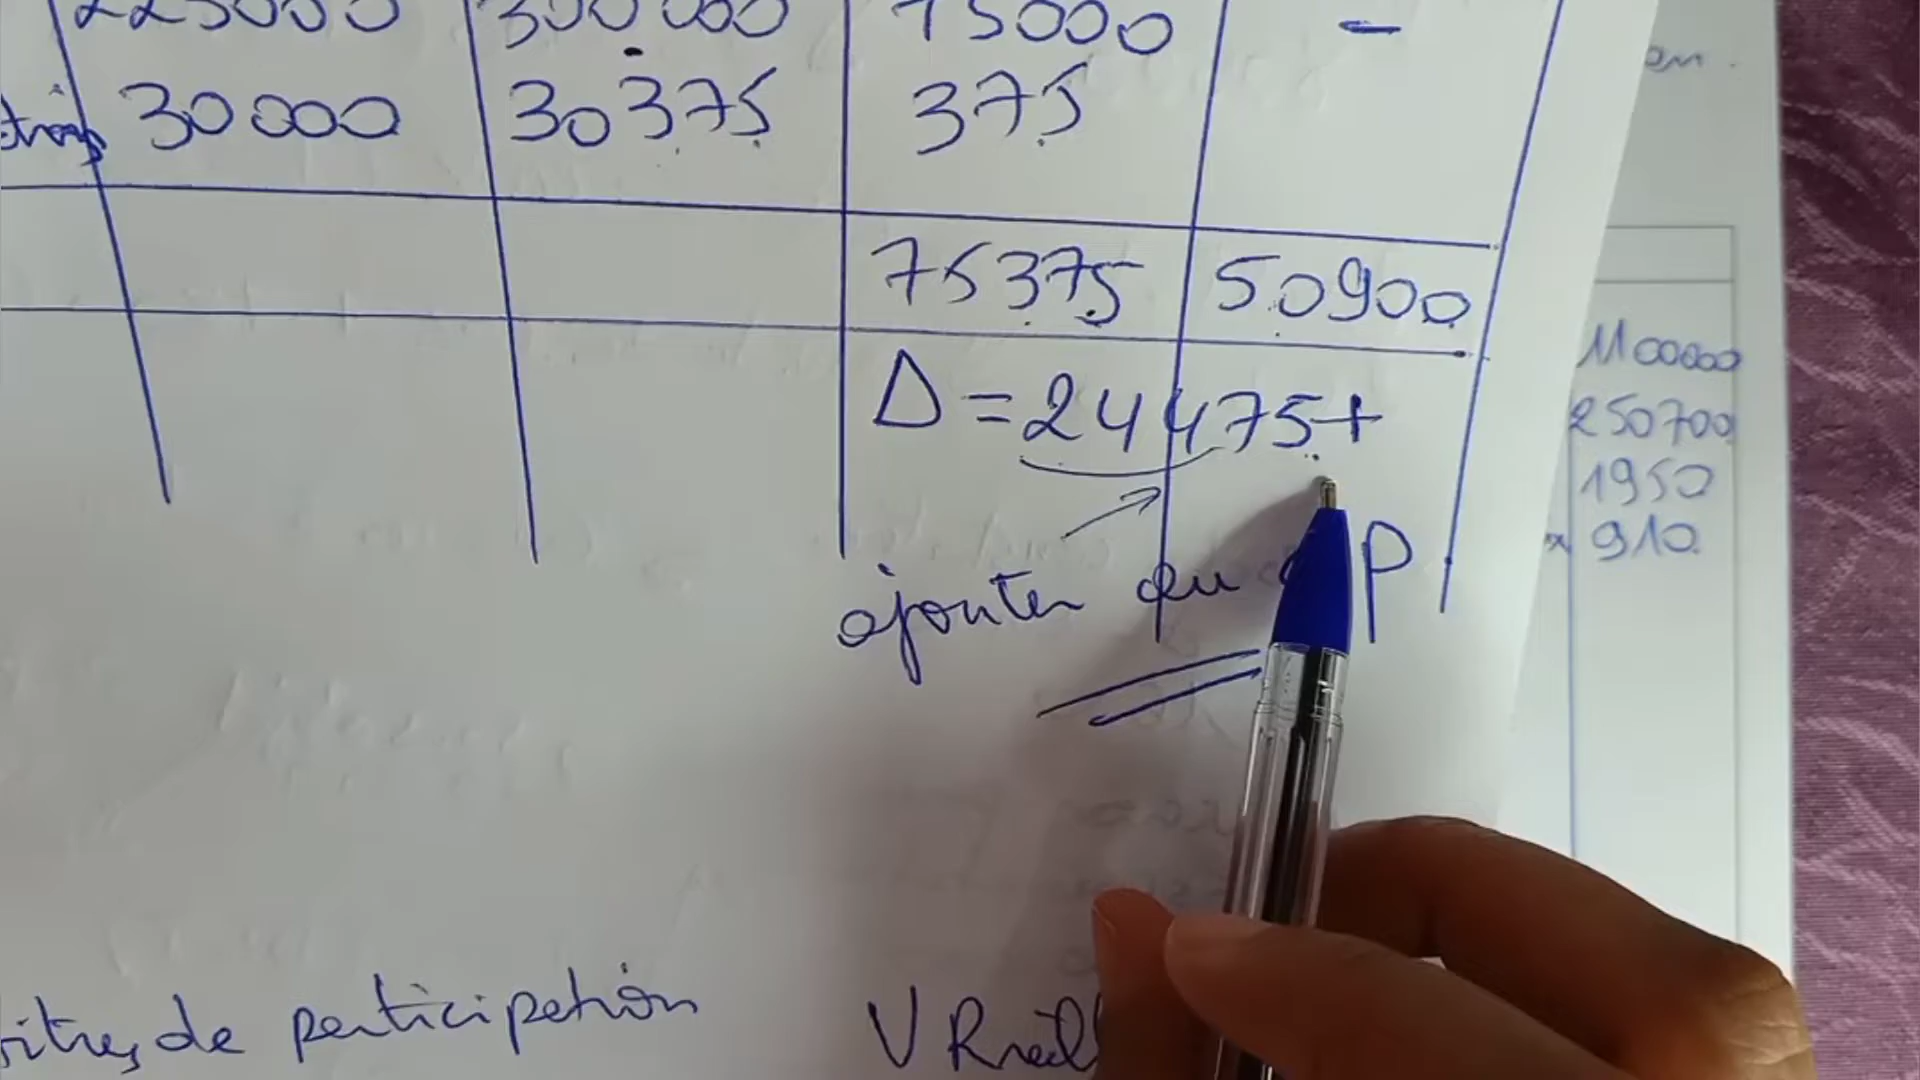 225000 300000 75000 -
30000 30375 375
75375 50900
Δ = 24475+
ajouter au P
titres de participation V Réel
1100000
250700
1950
910